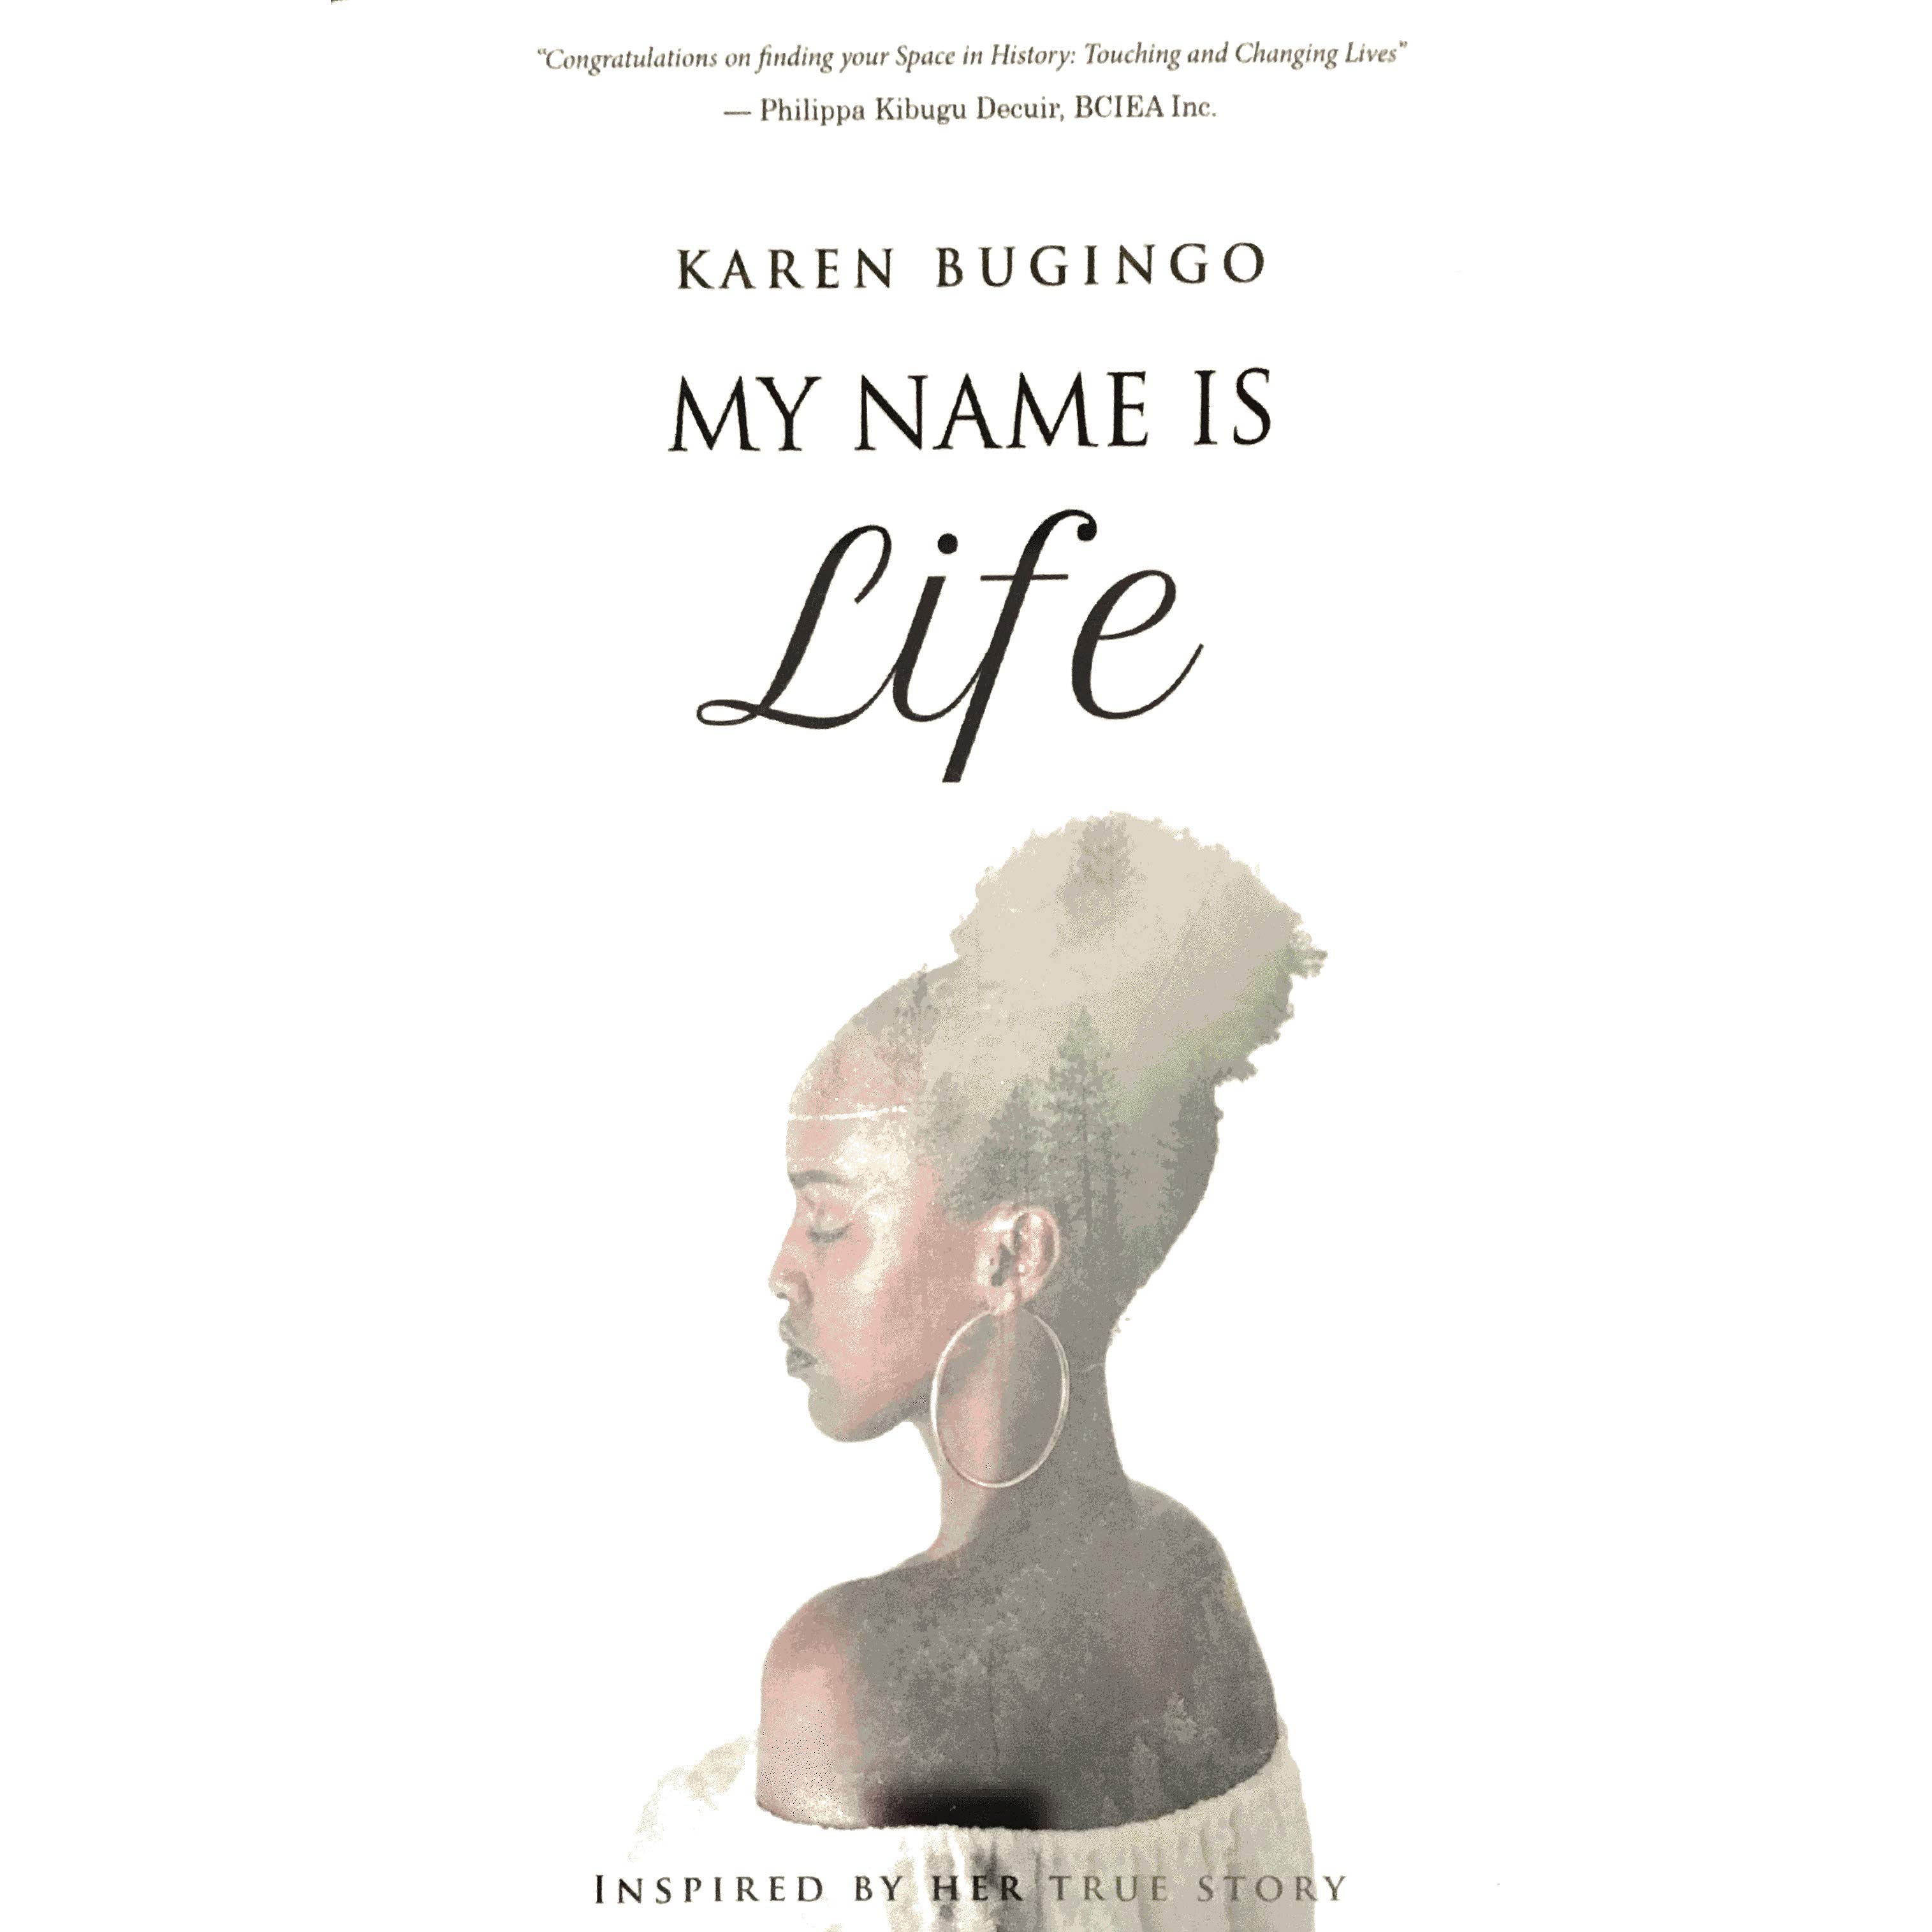 “Congratulations on finding your Space in History: Touching and Changing Lives”
— Philippa Kibugu Decuir, BCIEA Inc.
KAREN BUGINGO
MY NAME IS
Life
INSPIRED BY HER TRUE STORY